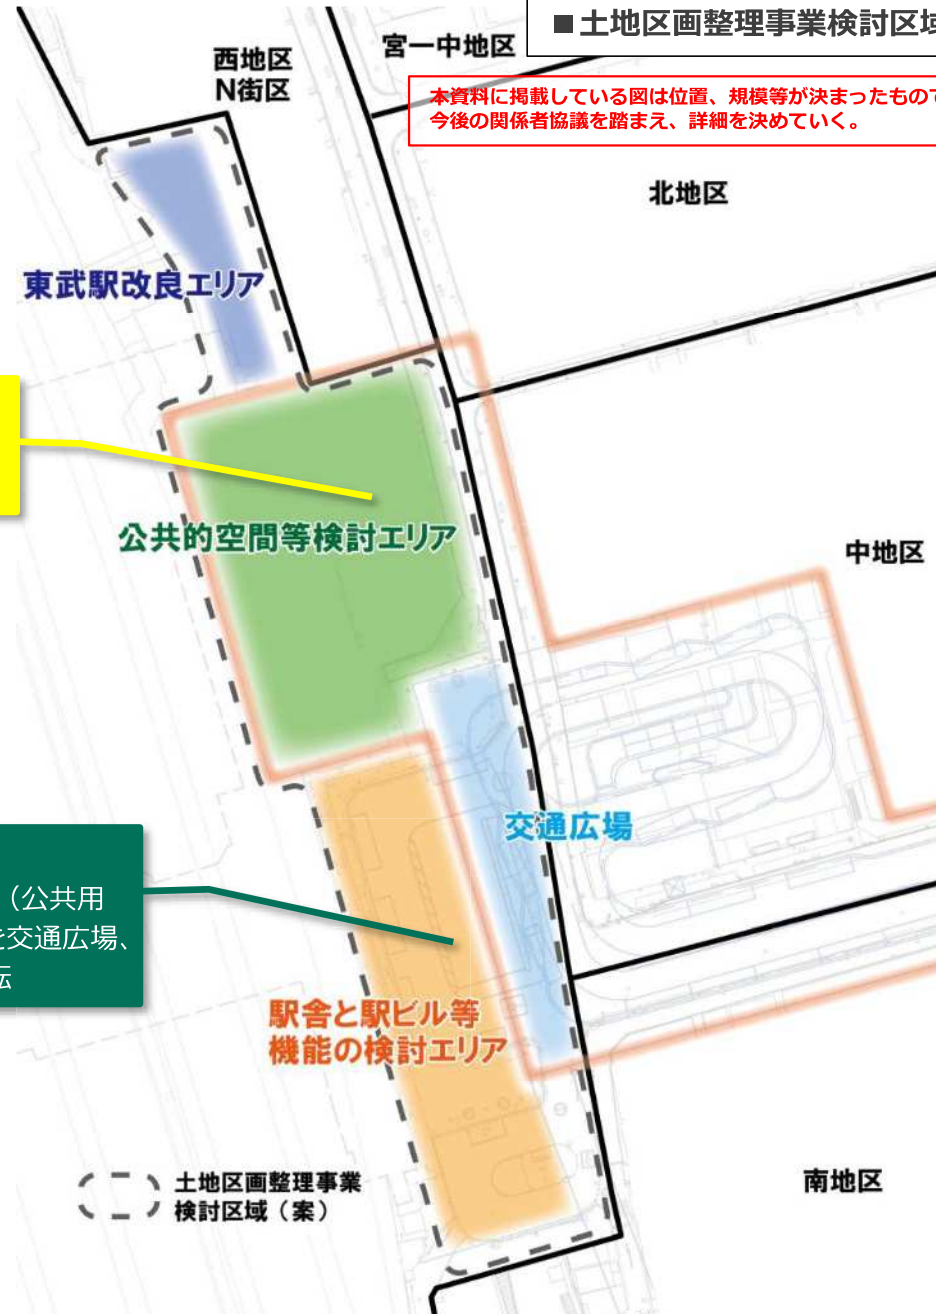 ■土地区画整理事業検討区域
西地区
N街区
宮一中地区
本資料に掲載している図は位置、規模等が決まったもので
今後の関係者協議を踏まえ、詳細を決めていく。
北地区
東武駅改良エリア
公共的空間等検討エリア
中地区
交通広場
（公共用
を交通広場、
転
駅舎と駅ビル等
機能の検討エリア
土地区画整理事業
検討区域（案）
南地区